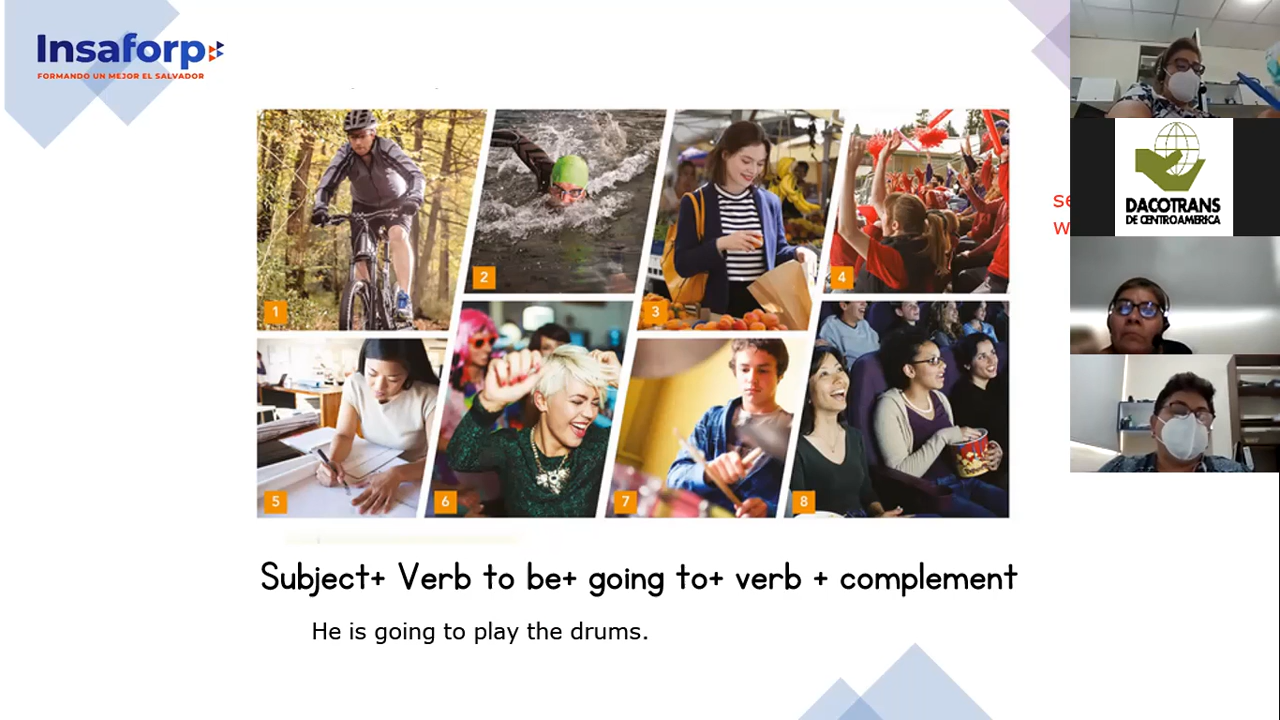 Insaforp
FORMANDO UN MEJOR EL SALVADOR
1
2
3
4
5
6
7
8
Subject+ Verb to be+ going to+ verb + complement
He is going to play the drums.
DACOTRANS
DE CENTROAMERICA